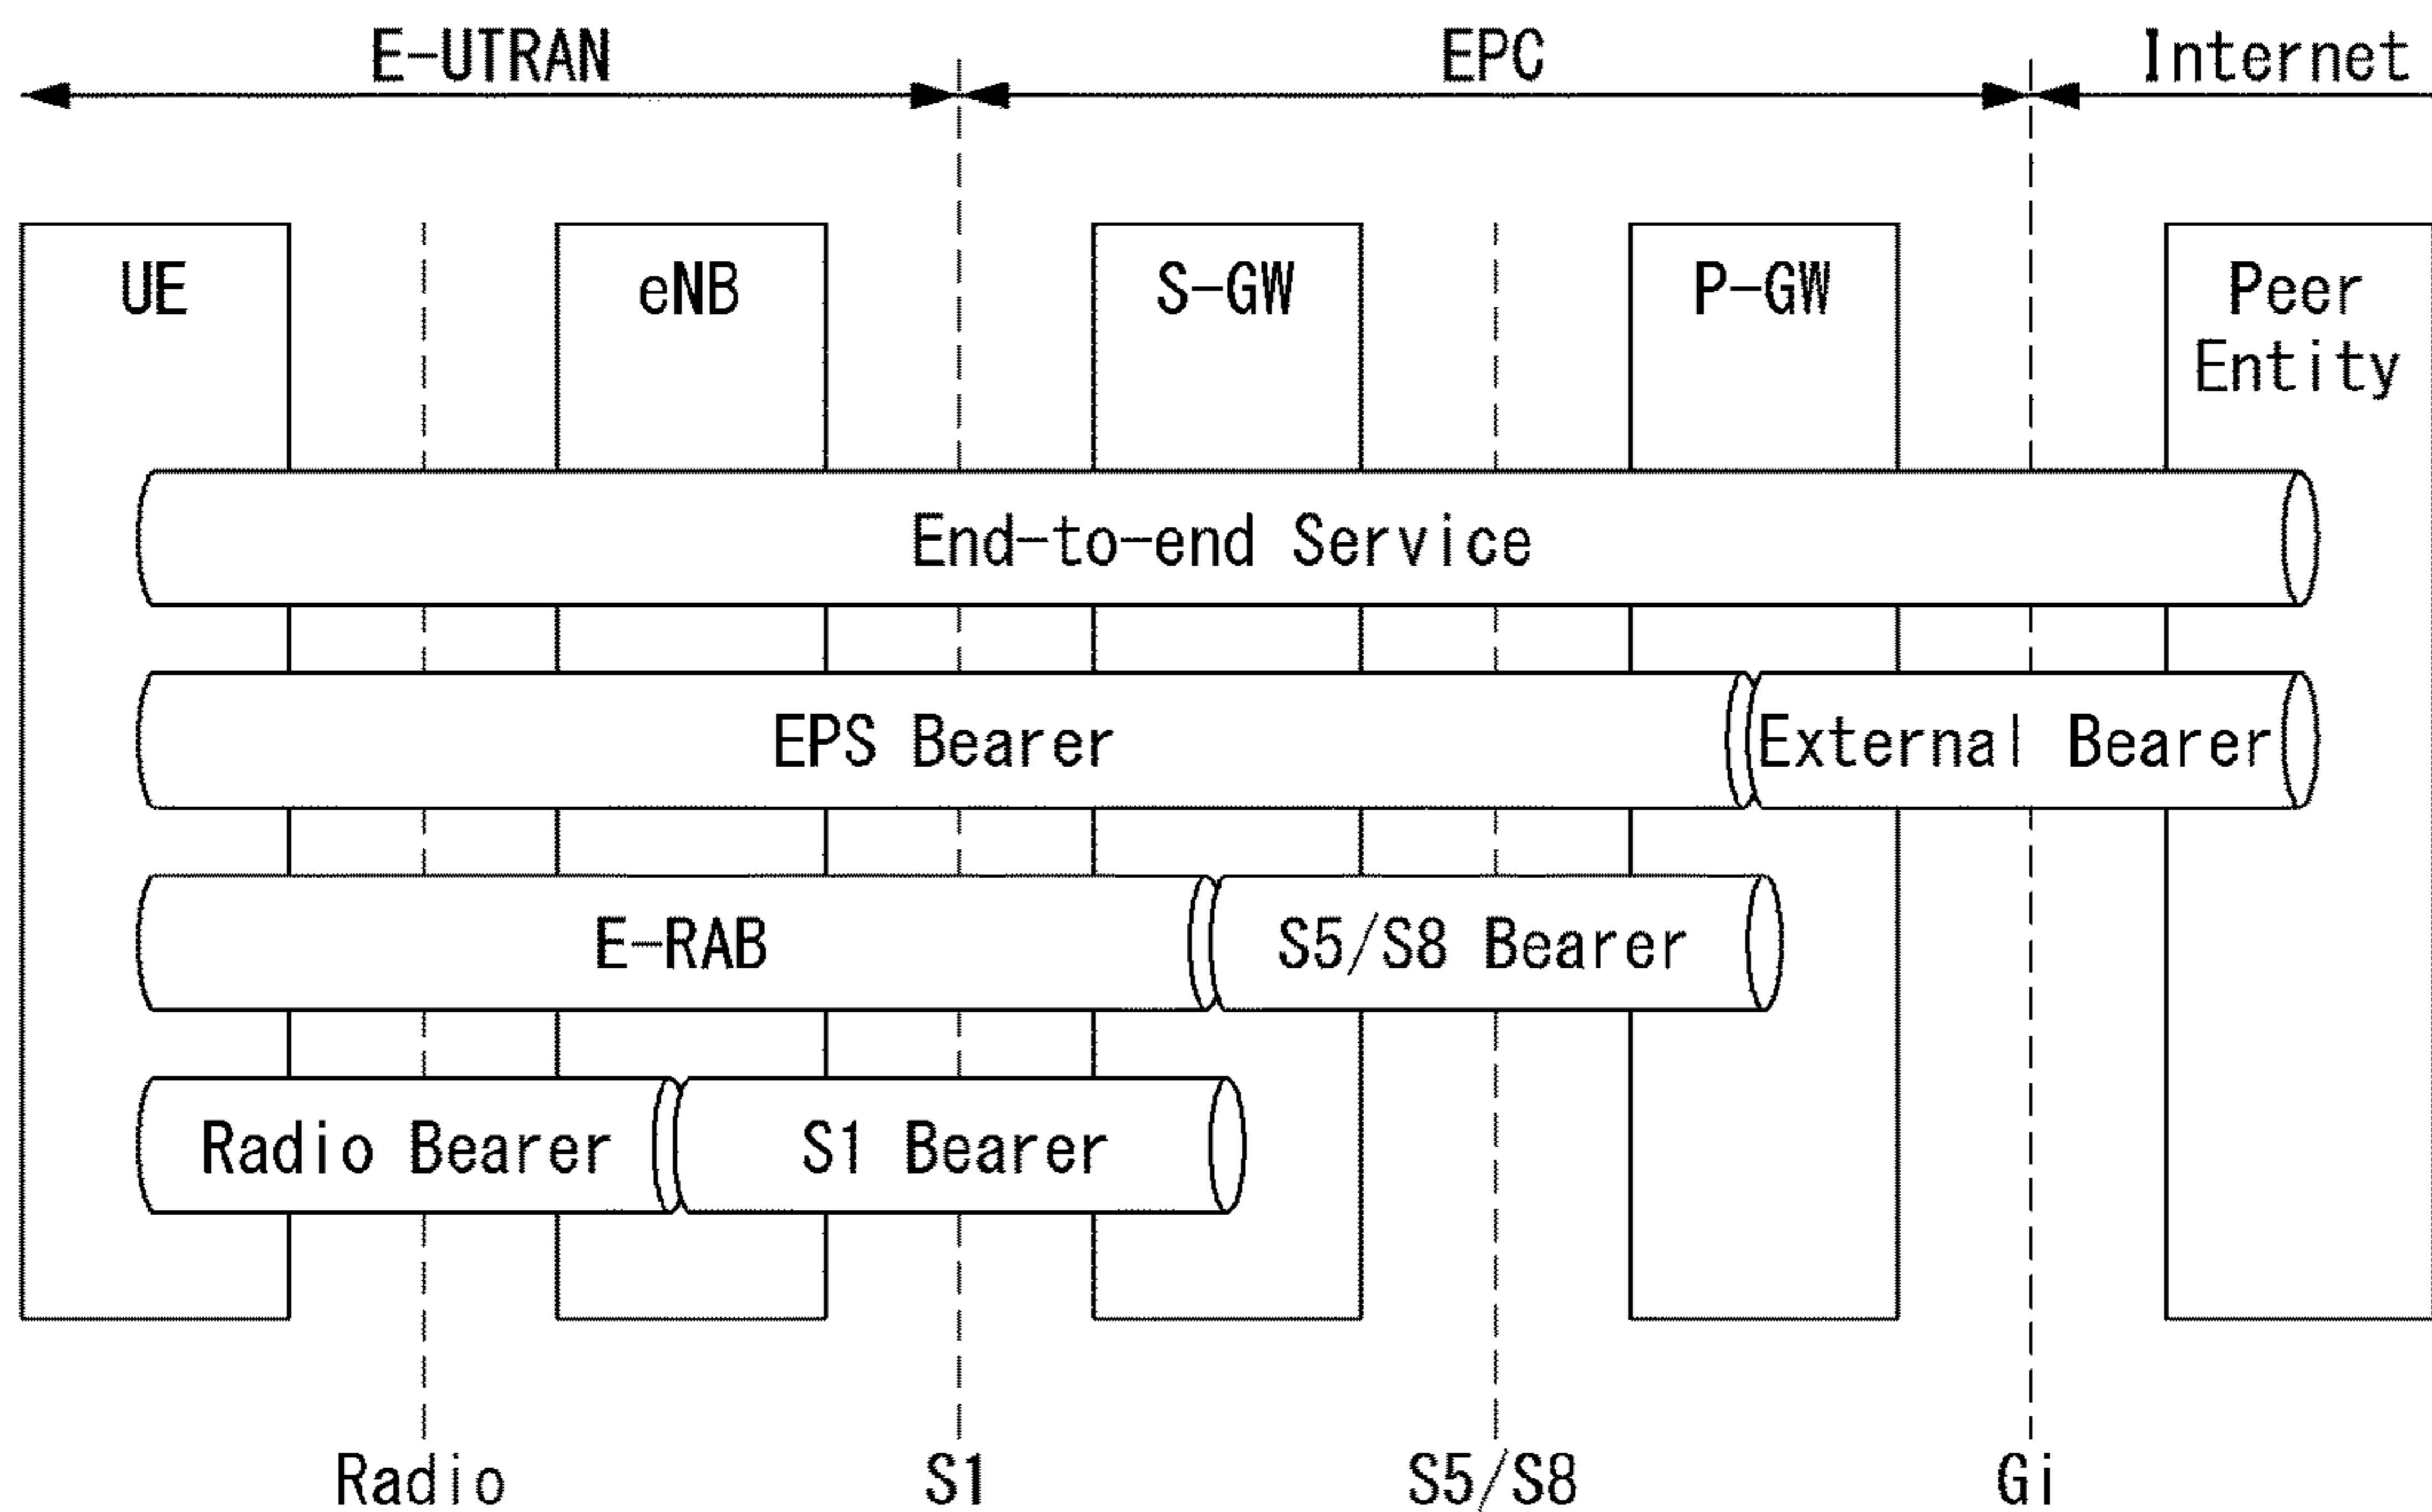 E-UTRAN
EPC
Internet
UE
eNB
S-GW
P-GW
Peer
Entity
End-to-end Service
EPS Bearer
External Bearer
E-RAB
S5/S8 Bearer
Radio Bearer
S1 Bearer
Radio
S1
S5/S8
Gi